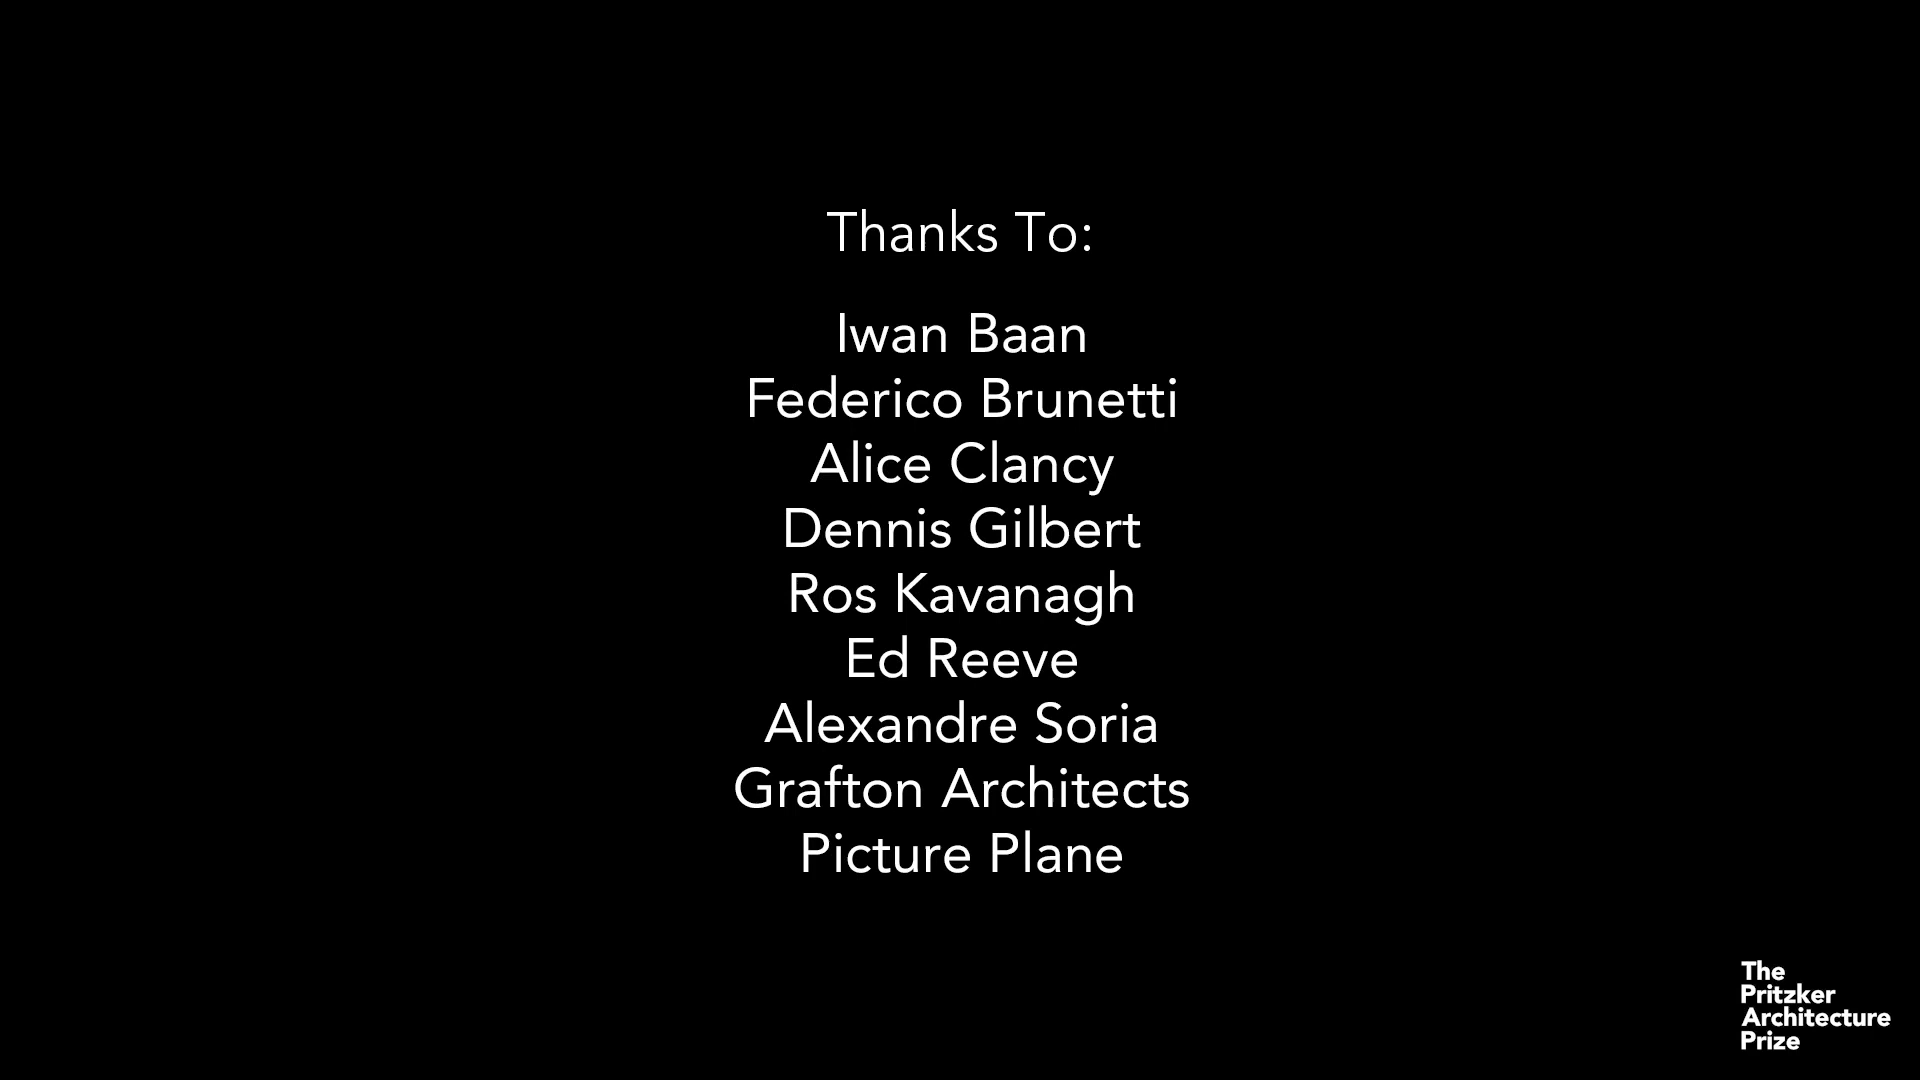 Thanks To:
Iwan Baan
Federico Brunetti
Alice Clancy
Dennis Gilbert
Ros Kavanagh
Ed Reeve
Alexandre Soria
Grafton Architects
Picture Plane
The
Pritzker
Architecture
Prize